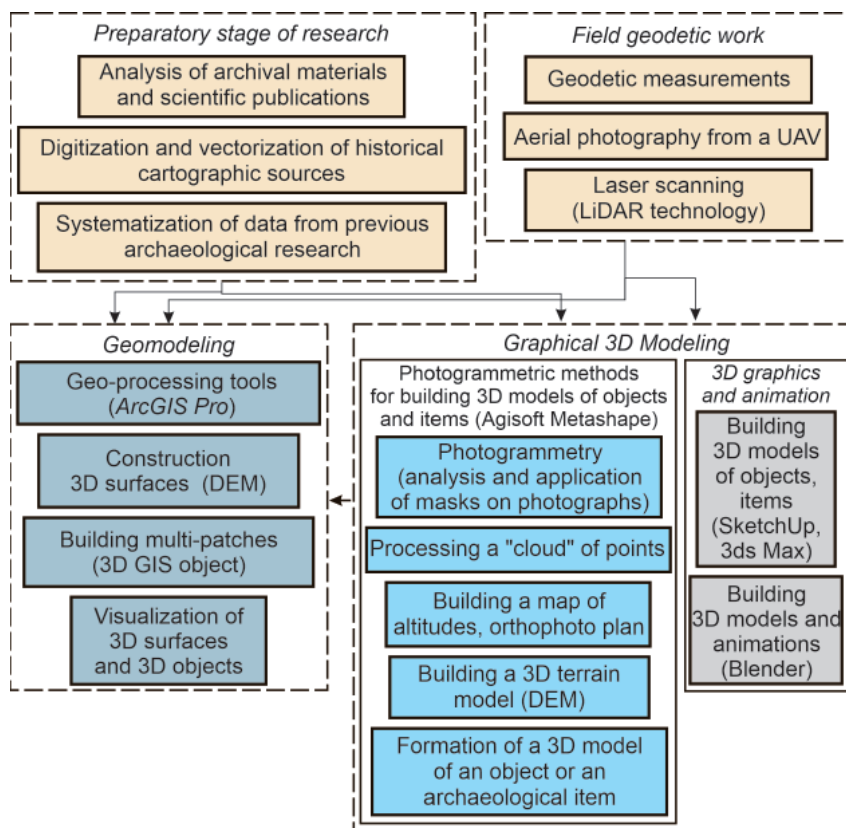 Preparatory stage of research
Analysis of archival materials
and scientific publications
Digitization and vectorization of historical
cartographic sources
Systematization of data from previous
archaeological research
Field geodetic work
Geodetic measurements
Aerial photography from a UAV
Laser scanning
(LiDAR technology)
Geomodeling
Geo-processing tools
(ArcGIS Pro)
Construction
3D surfaces (DEM)
Building multi-patches
(3D GIS object)
Visualization of
3D surfaces
and 3D objects
Graphical 3D Modeling
Photogrammetric methods
for building 3D models of objects
and items (Agisoft Metashape)
Photogrammetry
(analysis and application
of masks on photographs)
Processing a "cloud" of points
Building a map of
altitudes, orthophoto plan
Building a 3D terrain
model (DEM)
Formation of a 3D model
of an object or an
archaeological item
3D graphics
and animation
Building
3D models
of objects,
items
(SketchUp,
3ds Max)
Building
3D models and
animations
(Blender)